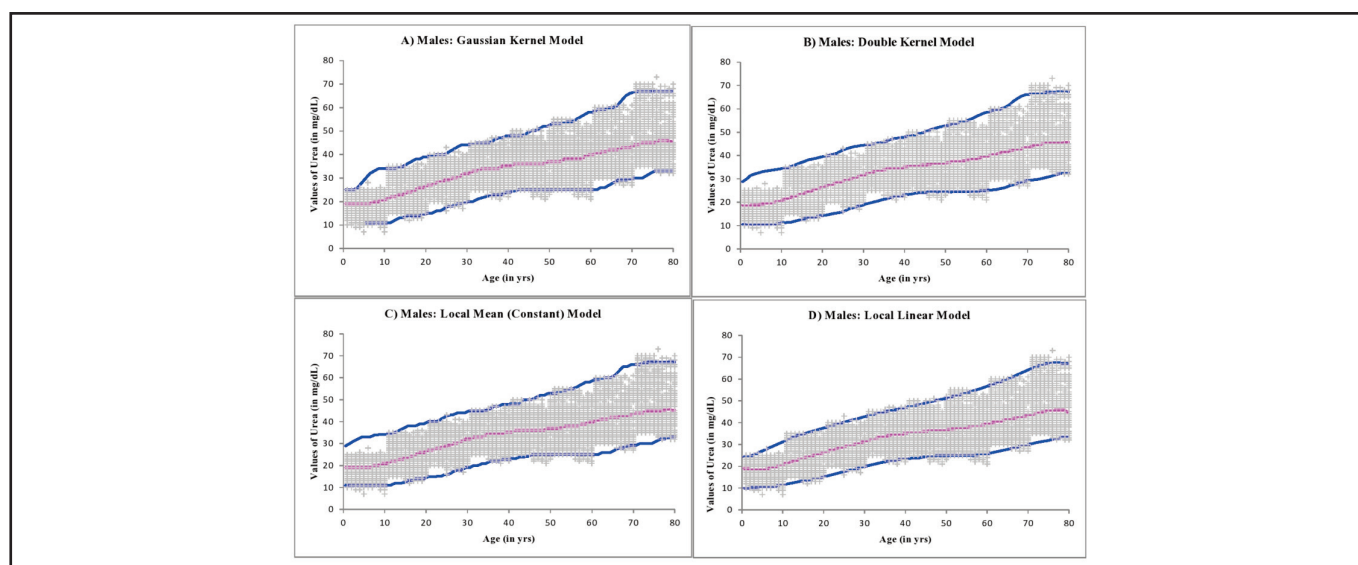 A) Males: Gaussian Kernel Model
80
70
60
50
40
30
20
10
0
Values of Urea (in mg/dL)
0 10 20 30 40 50 60 70 80
Age (in yrs)
B) Males: Double Kernel Model
80
70
60
50
40
30
20
10
0
Values of Urea (in mg/dL)
0 10 20 30 40 50 60 70 80
Age (in yrs)
C) Males: Local Mean (Constant) Model
80
70
60
50
40
30
20
10
0
Values of Urea (in mg/dL)
0 10 20 30 40 50 60 70 80
Age (in yrs)
D) Males: Local Linear Model
80
70
60
50
40
30
20
10
0
Values of Urea (in mg/dL)
0 10 20 30 40 50 60 70 80
Age (in yrs)